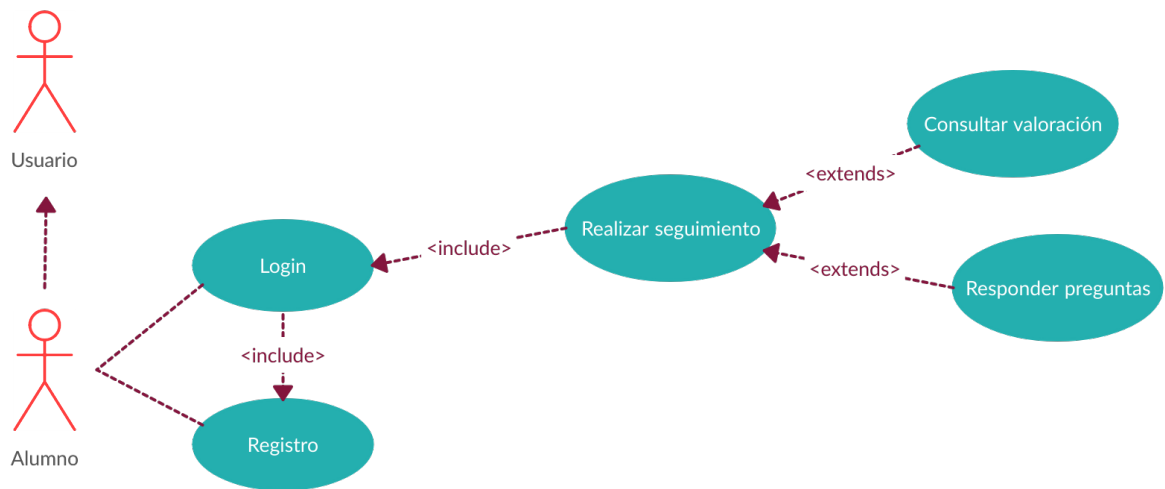 Usuario
Consultar valoración
<extends>
Realizar seguimiento
<include>
Login
<extends>
Responder preguntas
<include>
Registro
Alumno